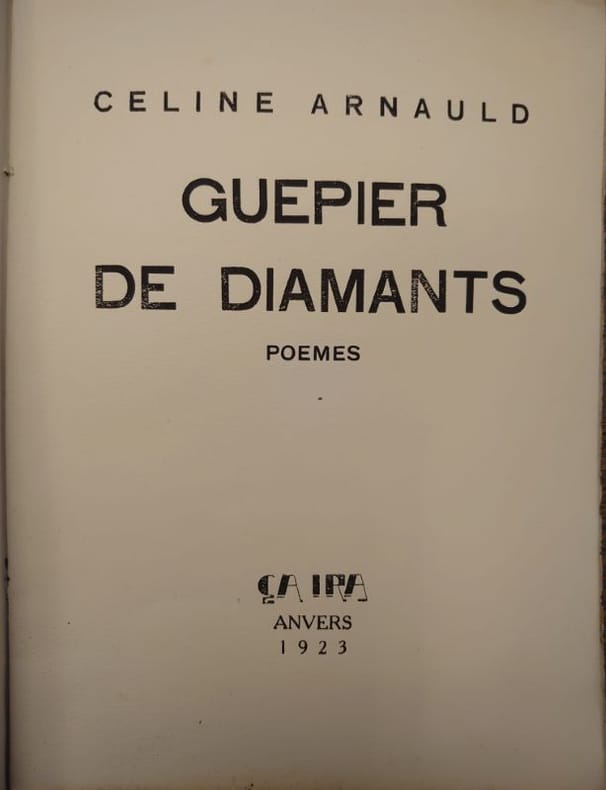 CELINE ARNAULD
GUEPIER
DE DIAMANTS
POEMES
ÇA IRA
ANVERS
1923